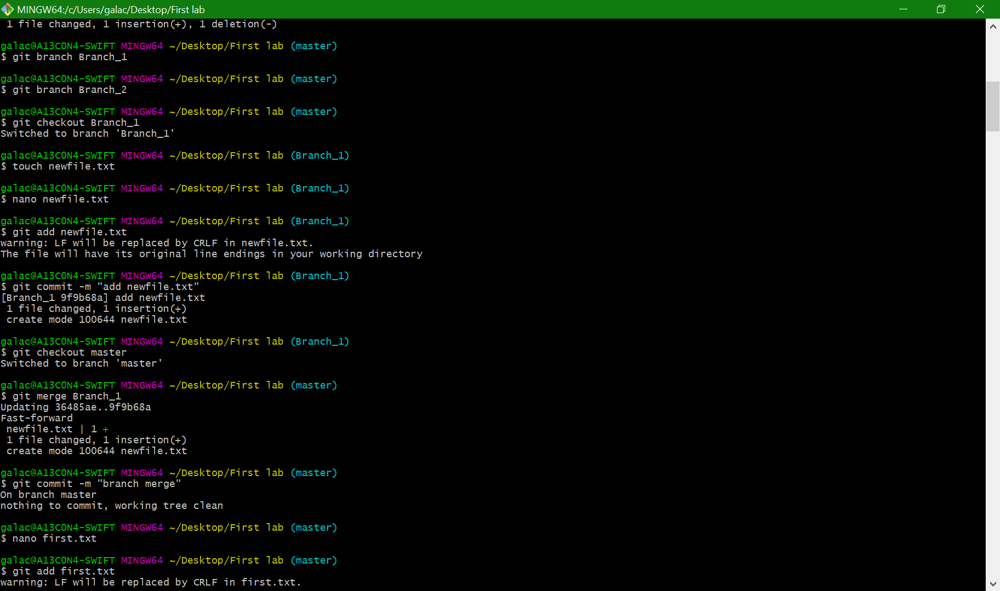 MINGW64:/c/Users/galac/Desktop/First lab
1 file changed, 1 insertion(+), 1 deletion(-)
galac@A13CON4-SWIFT MINGW64 ~/Desktop/First lab (master)
$ git branch Branch_1
galac@A13CON4-SWIFT MINGW64 ~/Desktop/First lab (master)
$ git branch Branch_2
galac@A13CON4-SWIFT MINGW64 ~/Desktop/First lab (master)
$ git checkout Branch_1
Switched to branch 'Branch_1'
galac@A13CON4-SWIFT MINGW64 ~/Desktop/First lab (Branch_1)
$ touch newfile.txt
galac@A13CON4-SWIFT MINGW64 ~/Desktop/First lab (Branch_1)
$ nano newfile.txt
galac@A13CON4-SWIFT MINGW64 ~/Desktop/First lab (Branch_1)
$ git add newfile.txt
warning: LF will be replaced by CRLF in newfile.txt.
The file will have its original line endings in your working directory
galac@A13CON4-SWIFT MINGW64 ~/Desktop/First lab (Branch_1)
$ git commit -m "add newfile.txt"
[Branch_1 9f9b68a] add newfile.txt
1 file changed, 1 insertion(+)
create mode 100644 newfile.txt
galac@A13CON4-SWIFT MINGW64 ~/Desktop/First lab (Branch_1)
$ git checkout master
Switched to branch 'master'
galac@A13CON4-SWIFT MINGW64 ~/Desktop/First lab (master)
$ git merge Branch_1
Updating 36485ae..9f9b68a
Fast-forward
newfile.txt | 1 +
1 file changed, 1 insertion(+)
create mode 100644 newfile.txt
galac@A13CON4-SWIFT MINGW64 ~/Desktop/First lab (master)
$ git commit -m "branch merge"
On branch master
nothing to commit, working tree clean
galac@A13CON4-SWIFT MINGW64 ~/Desktop/First lab (master)
$ nano first.txt
galac@A13CON4-SWIFT MINGW64 ~/Desktop/First lab (master)
$ git add first.txt
warning: LF will be replaced by CRLF in first.txt.